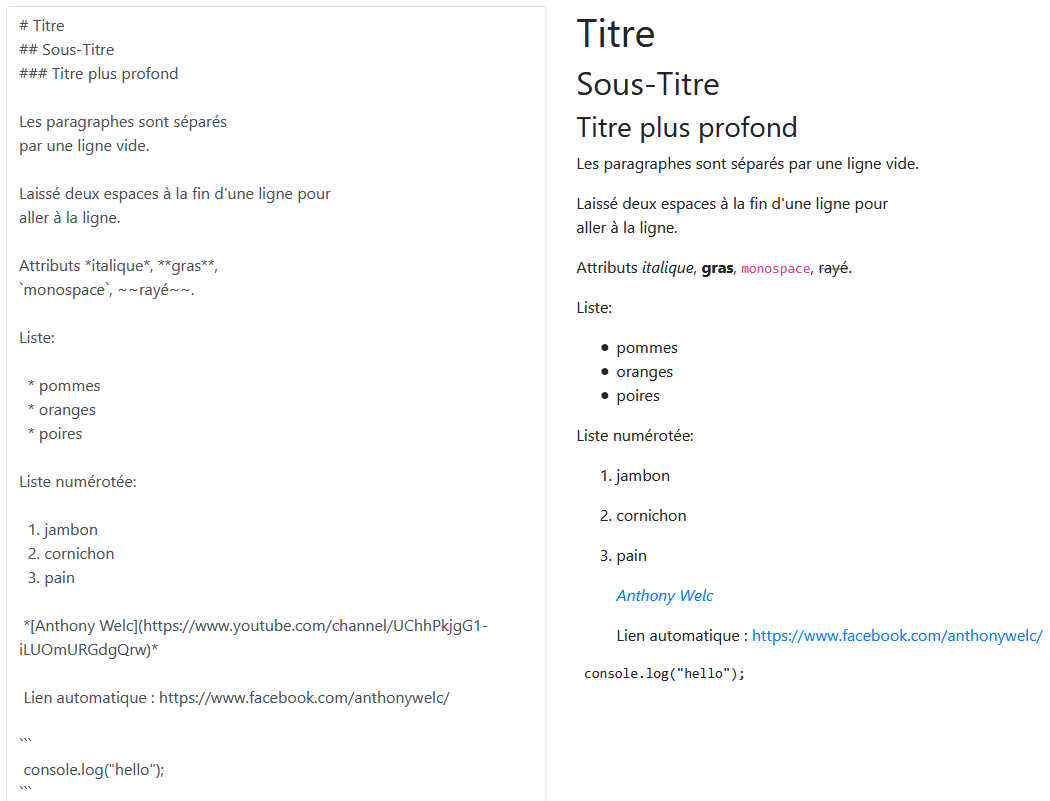 # Titre
## Sous-Titre
### Titre plus profond
Les paragraphes sont séparés
par une ligne vide.
Laissé deux espaces à la fin d'une ligne pour
aller à la ligne.
Attributs *italique*, **gras**,
`monospace`, ~~rayé~~.
Liste:
* pommes
* oranges
* poires
Liste numérotée:
1. jambon
2. cornichon
3. pain
*[Anthony Welc](https://www.youtube.com/channel/UChhPkjgG1-
iLUOmURGdgQrw)*
Lien automatique : https://www.facebook.com/anthonywelc/
```
console.log("hello");
```
Titre
Sous-Titre
Titre plus profond
Les paragraphes sont séparés par une ligne vide.
Laissé deux espaces à la fin d'une ligne pour
aller à la ligne.
Attributs italique, gras, monospace, rayé.
Liste:
• pommes
• oranges
• poires
Liste numérotée:
1. jambon
2. cornichon
3. pain
Anthony Welc
Lien automatique : https://www.facebook.com/anthonywelc/
console.log("hello");